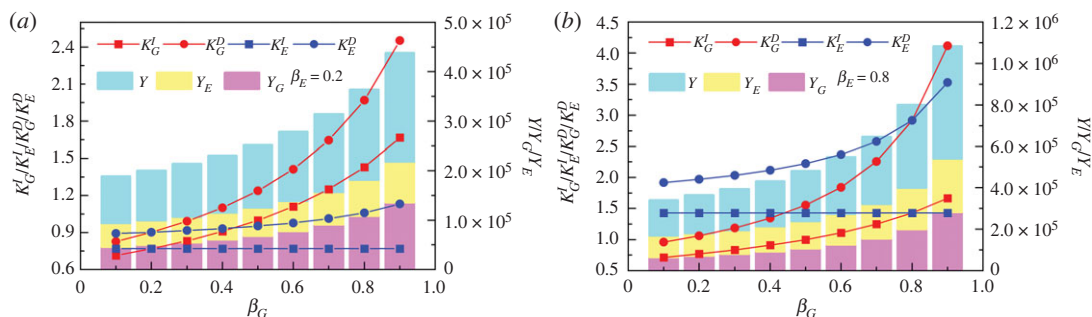 (a)
2.4
2.1
1.8
1.5
1.2
0.9
0.6
K_G^I/K_E^I/K_G^D/K_E^D
K_G^I K_G^D K_E^I K_E^D
Y Y_E Y_G β_E = 0.2
5.0 × 10^5
4.0 × 10^5
3.0 × 10^5
2.0 × 10^5
1.0 × 10^5
0
Y/Y_G/Y_E
0 0.2 0.4 0.6 0.8 1.0
β_G
(b)
4.5
4.0
3.5
3.0
2.5
2.0
1.5
1.0
0.5
K_G^I/K_E^I/K_G^D/K_E^D
K_G^I K_G^D K_E^I K_E^D
Y Y_E Y_G β_E = 0.8
1.2 × 10^6
1.0 × 10^6
8.0 × 10^5
6.0 × 10^5
4.0 × 10^5
2.0 × 10^5
0
Y/Y_G/Y_E
0 0.2 0.4 0.6 0.8 1.0
β_G